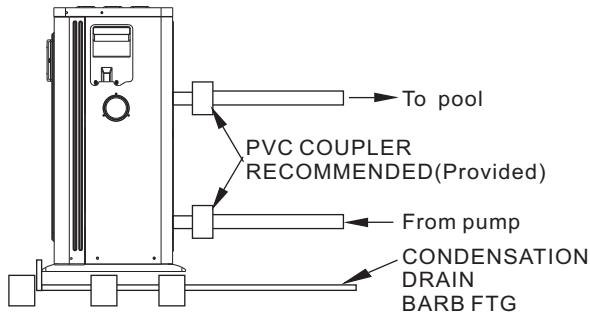 To pool
PVC COUPLER
RECOMMENDED(Provided)
From pump
CONDENSATION
DRAIN
BARB FTG